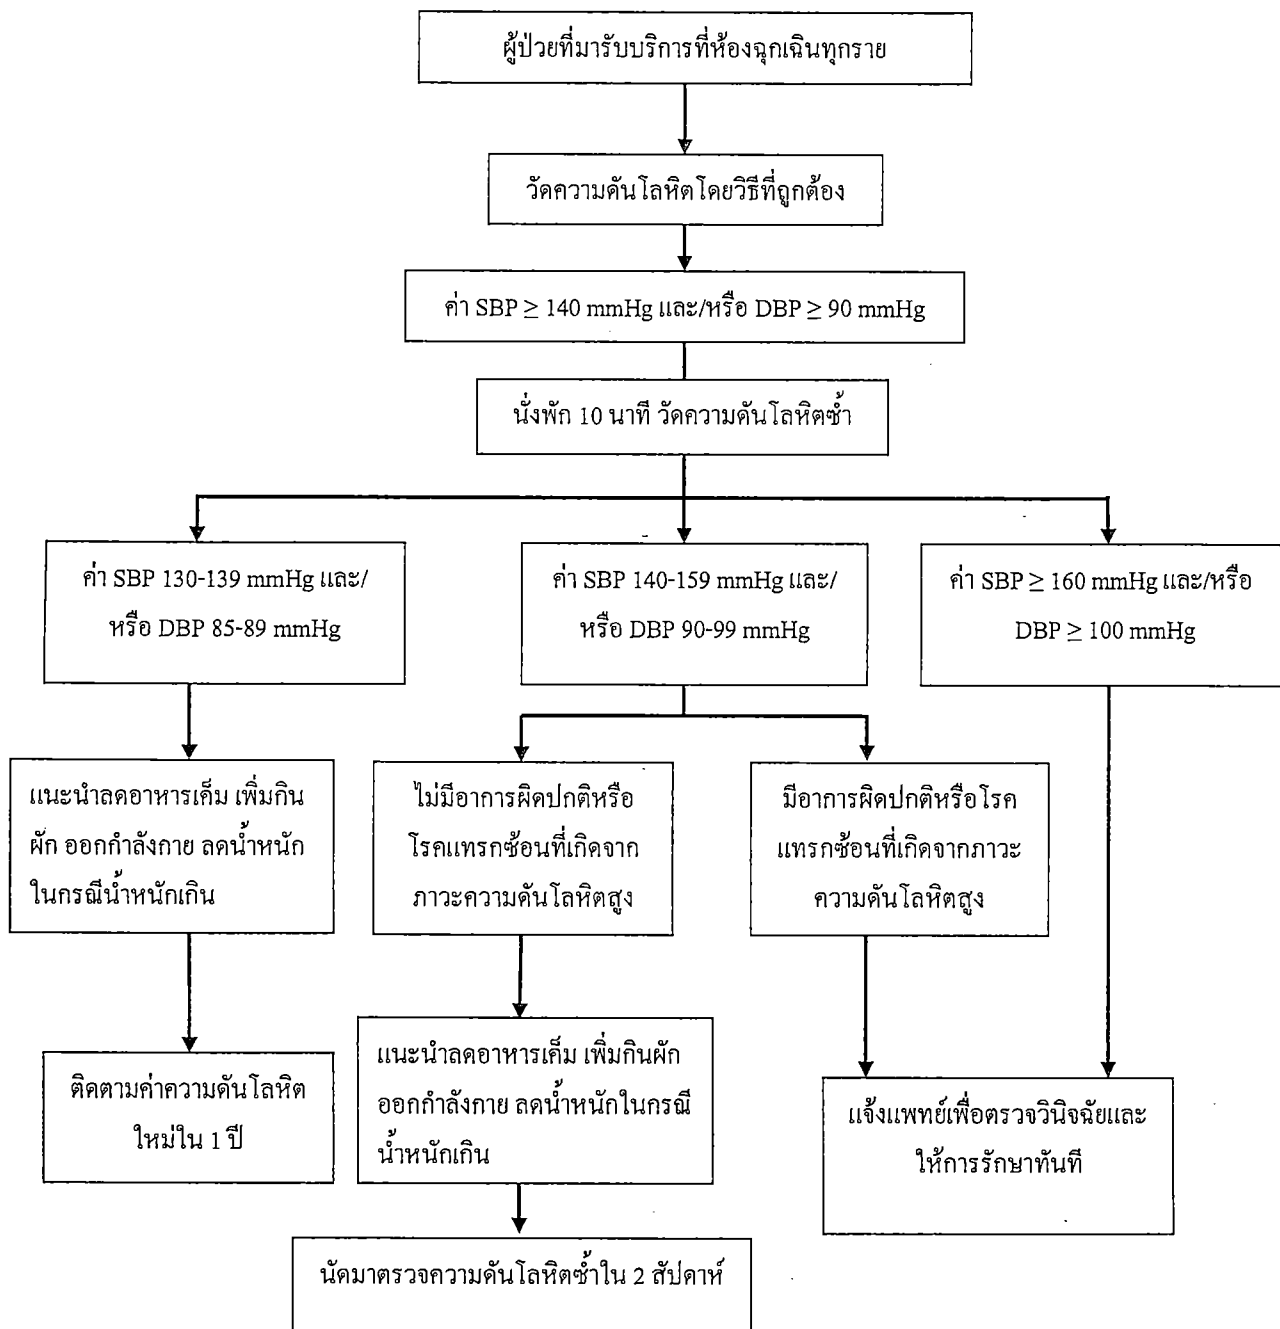 ผู้ป่วยที่มารับบริการที่ห้องฉุกเฉินทุกราย
วัดความดันโลหิตโดยวิธีที่ถูกต้อง
ค่า SBP ≥ 140 mmHg และ/หรือ DBP ≥ 90 mmHg
นั่งพัก 10 นาที วัดความดันโลหิตซ้ำ
ค่า SBP 130-139 mmHg และ/
หรือ DBP 85-89 mmHg
ค่า SBP 140-159 mmHg และ/
หรือ DBP 90-99 mmHg
ค่า SBP ≥ 160 mmHg และ/หรือ
DBP ≥ 100 mmHg
แนะนำลดอาหารเค็ม เพิ่มกิน
ผัก ออกกำลังกาย ลดน้ำหนัก
ในกรณีน้ำหนักเกิน
ไม่มีอาการผิดปกติหรือ
โรคแทรกซ้อนที่เกิดจาก
ภาวะความดันโลหิตสูง
มีอาการผิดปกติหรือโรค
แทรกซ้อนที่เกิดจากภาวะ
ความดันโลหิตสูง
ติดตามค่าความดันโลหิต
ใหม่ใน 1 ปี
แนะนำลดอาหารเค็ม เพิ่มกินผัก
ออกกำลังกาย ลดน้ำหนักในกรณี
น้ำหนักเกิน
แจ้งแพทย์เพื่อตรวจวินิจฉัยและ
ให้การรักษาทันที
นัดมาตรวจความดันโลหิตซ้ำใน 2 สัปดาห์